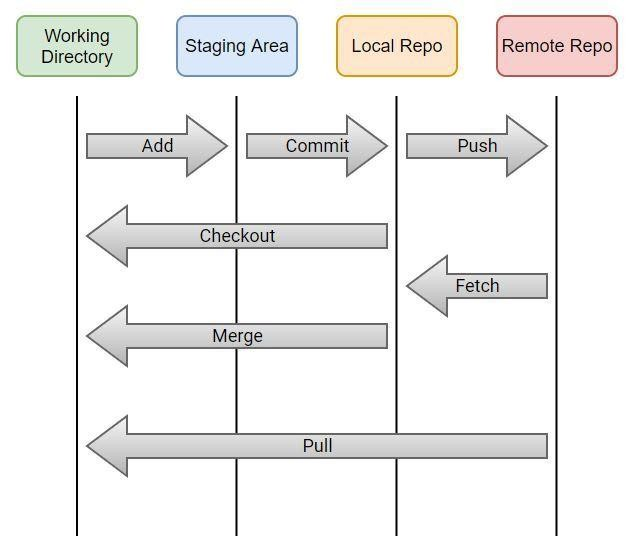 Working
Directory
Staging Area
Local Repo
Remote Repo
Add
Commit
Push
Checkout
Fetch
Merge
Pull